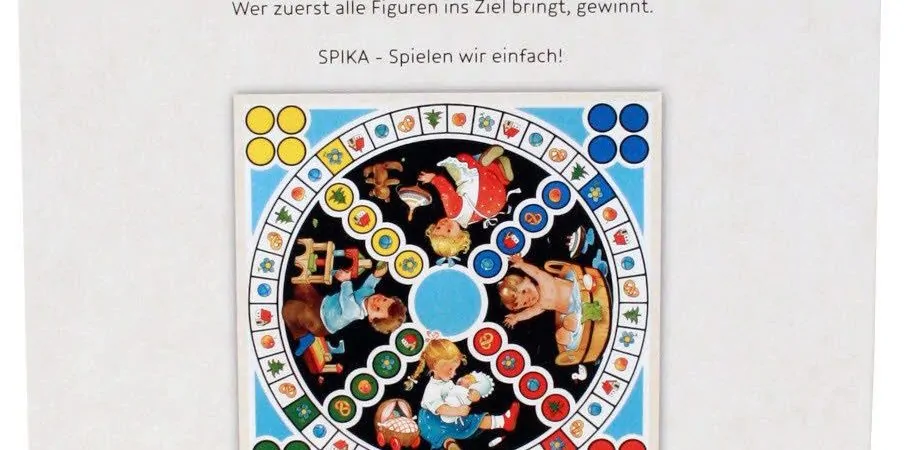 Wer zuerst alle Figuren ins Ziel bringt, gewinnt.
SPIKA - Spielen wir einfach!